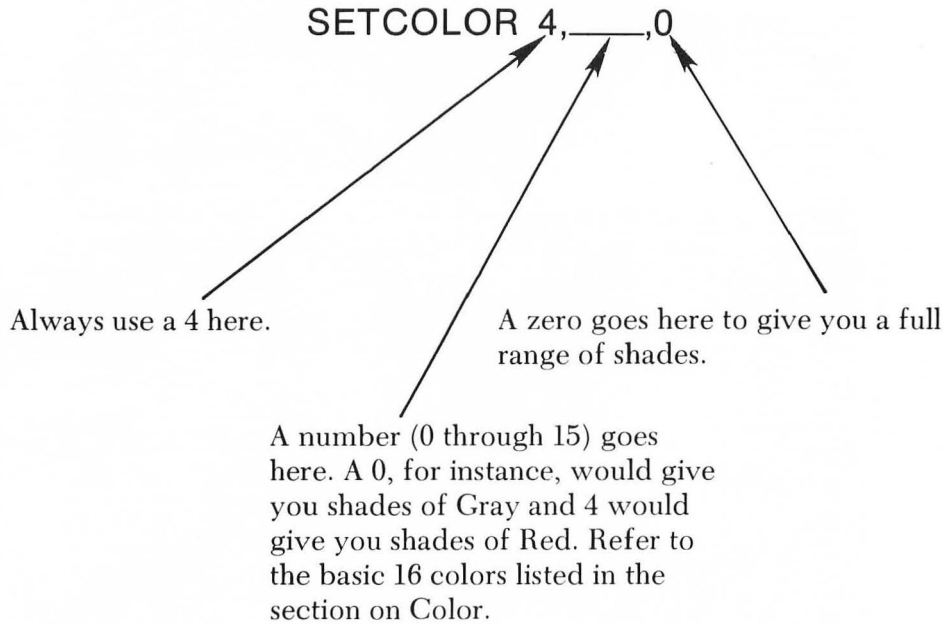 SETCOLOR 4,____,0
Always use a 4 here.
A zero goes here to give you a full
range of shades.
A number (0 through 15) goes
here. A 0, for instance, would give
you shades of Gray and 4 would
give you shades of Red. Refer to
the basic 16 colors listed in the
section on Color.